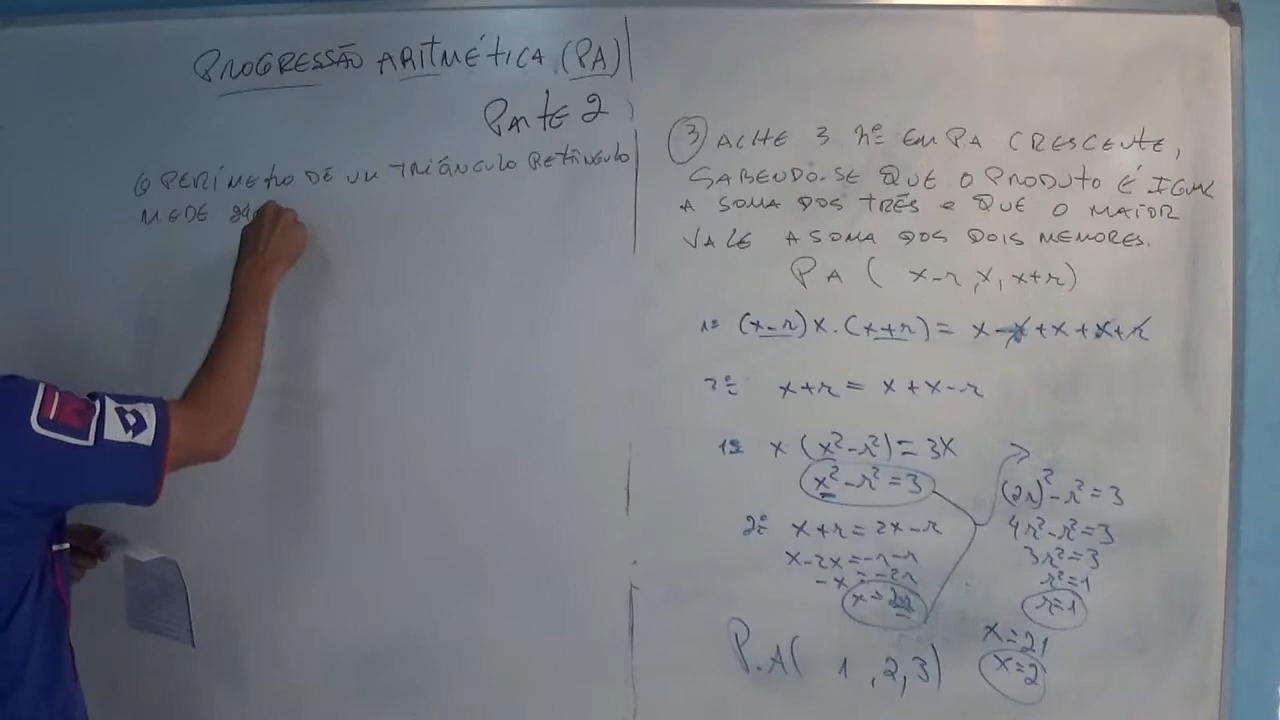 PROGRESSÃO ARITMÉTICA (PA)
PARTE 2
O PERÍMETRO DE UM TRIÂNGULO RETÂNGULO
MEDE 24
3 ACHE 3 nº EM PA CRESCENTE,
SABENDO-SE QUE O PRODUTO É IGUAL
A SOMA DOS TRÊS e QUE O MAIOR
VALE A SOMA DOS DOIS MENORES.
PA ( x-r, x, x+r)
1º (x-r)x.(x+r) = x-r+x+x+r
2º x+r = x+x-r
1º x (x²-r²) = 3x
x²-r²=3
2º x+r=2x-r
x-2x=-r-r
-x=-2r
x=2r
(2r)²-r²=3
4r²-r²=3
3r²=3
r²=1
r=1
x=2.1
x=2
P.A( 1,2,3)